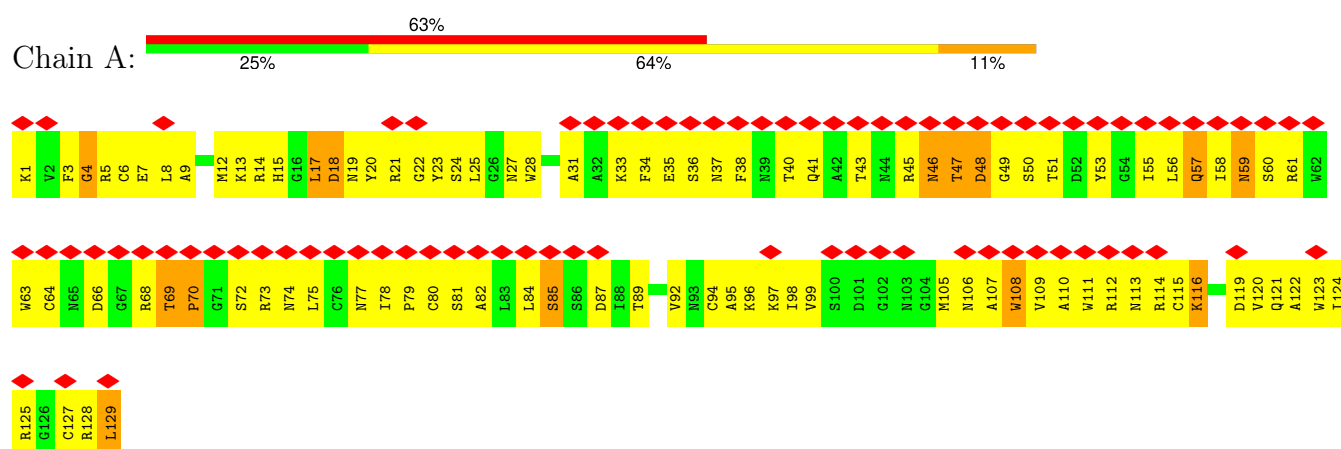 63%
Chain A:
25% 64% 11%
K1 V2 F3 G4 R5 C6 E7 L8 A9 M12 K13 R14 H15 G16 L17 D18 N19 Y20 R21 G22 Y23 S24 L25 G26 N27 W28 A31 A32 K33 F34 E35 S36 N37 F38 N39 T40 Q41 A42 T43 N44 R45 N46 T47 D48 G49 S50 T51 D52 Y53 G54 I55 L56 Q57 I58 N59 S60 R61 W62
W63 C64 N65 D66 G67 R68 T69 P70 G71 S72 R73 N74 L75 C76 N77 I78 P79 C80 S81 A82 L83 L84 S85 S86 D87 I88 T89 V92 N93 C94 A95 K96 K97 I98 V99 S100 D101 G102 N103 G104 M105 N106 A107 W108 V109 A110 W111 R112 N113 R114 C115 K116 D119 V120 Q121 A122 W123 I124
R125 G126 C127 R128 L129